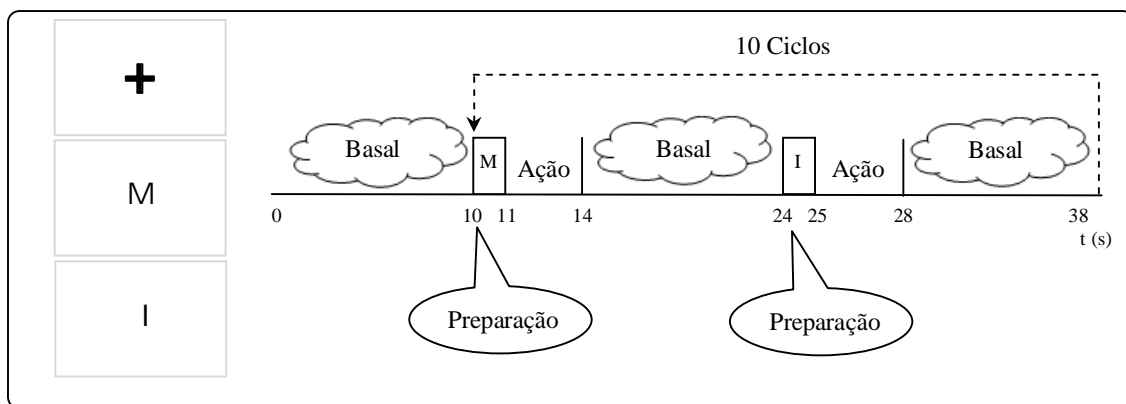 +
M
I
10 Ciclos
Basal M Ação Basal I Ação Basal
0 10 11 14 24 25 28 38
t (s)
Preparação Preparação